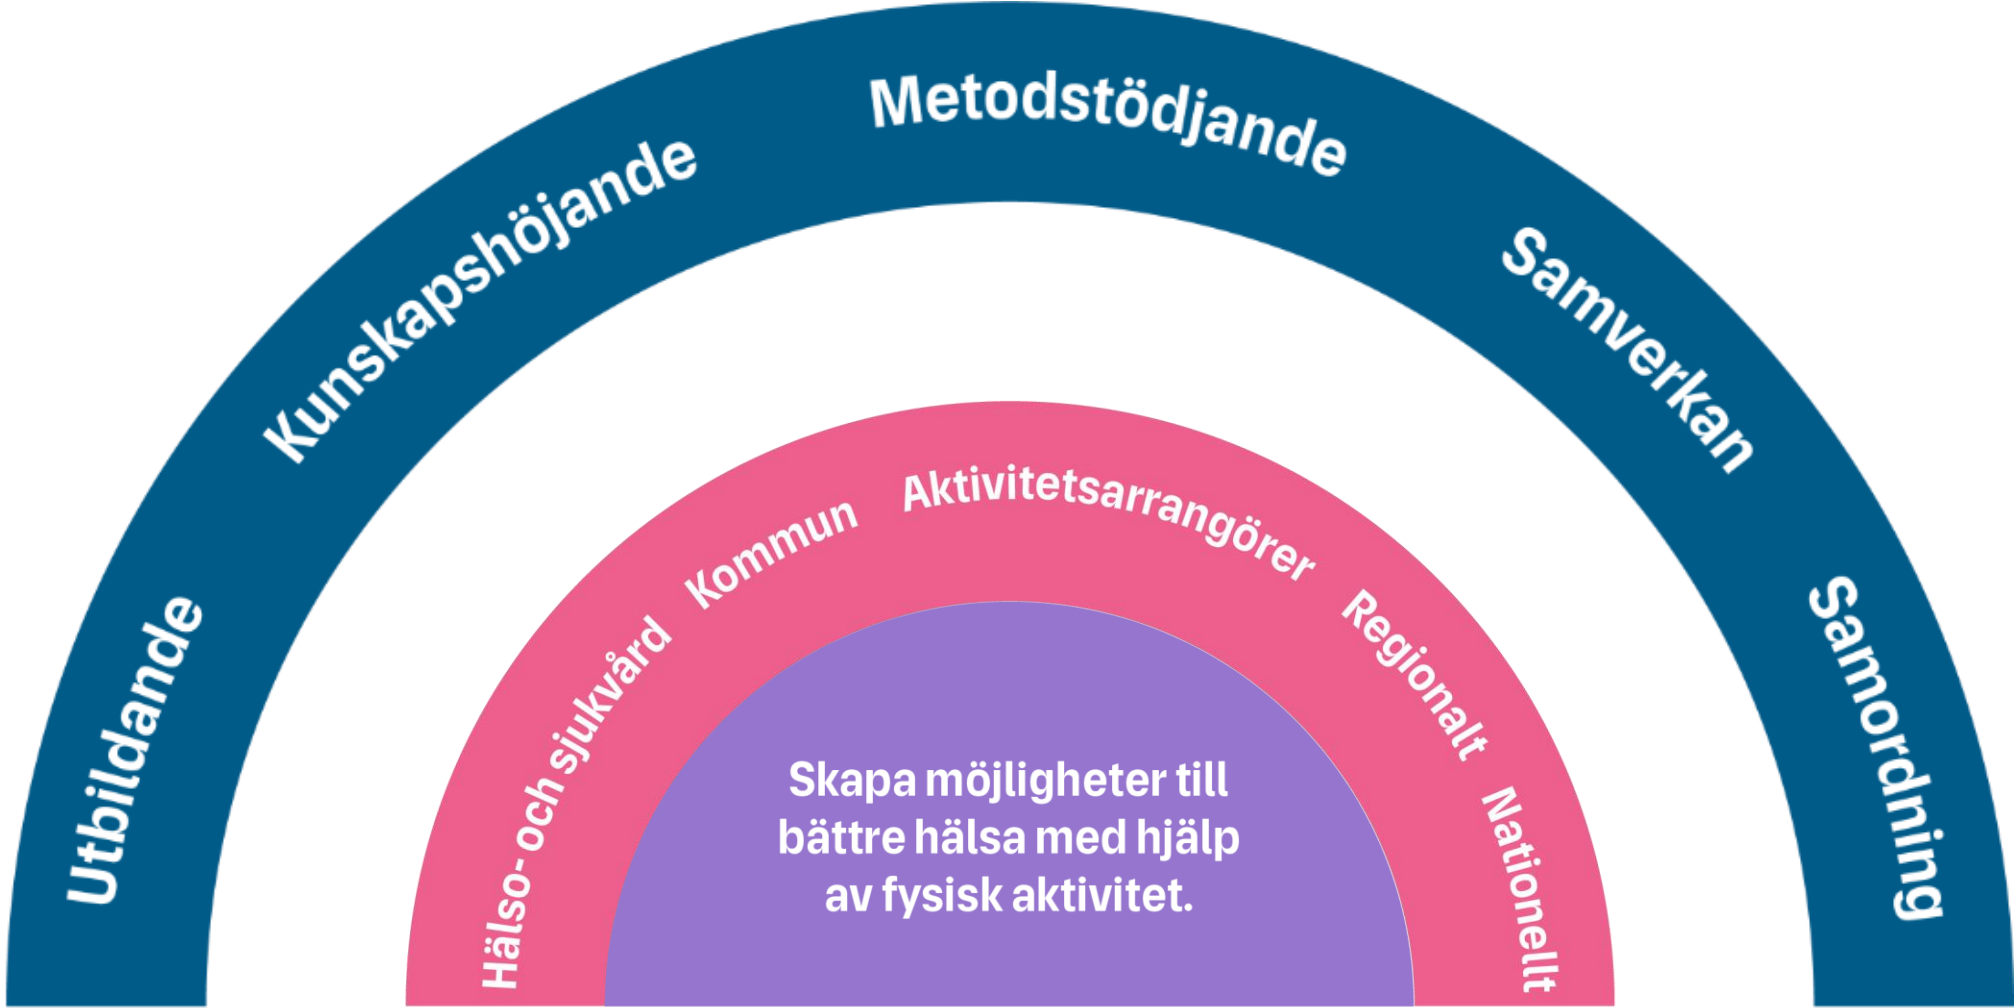 Utbildande
Kunskapshöjande
Metodstödjande
Samverkan
Samordning
Hälso- och sjukvård
Kommun
Aktivitetsarrangörer
Regionalt
Nationellt
Skapa möjligheter till
bättre hälsa med hjälp
av fysisk aktivitet.